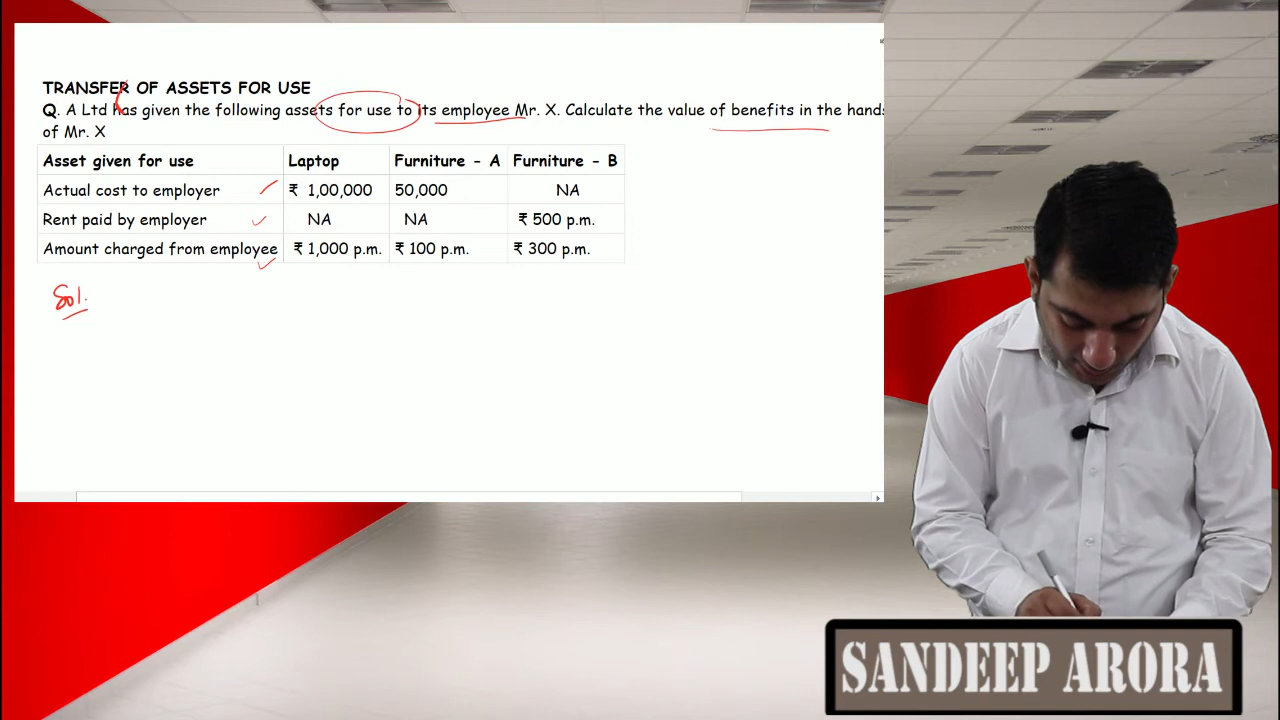 TRANSFER OF ASSETS FOR USE
Q. A Ltd has given the following assets for use to its employee Mr. X. Calculate the value of benefits in the hands
of Mr. X
Asset given for use Laptop Furniture - A Furniture - B
Actual cost to employer ₹ 1,00,000 50,000 NA
Rent paid by employer NA NA ₹ 500 p.m.
Amount charged from employee ₹ 1,000 p.m. ₹ 100 p.m. ₹ 300 p.m.
Sol.
SANDEEP ARORA